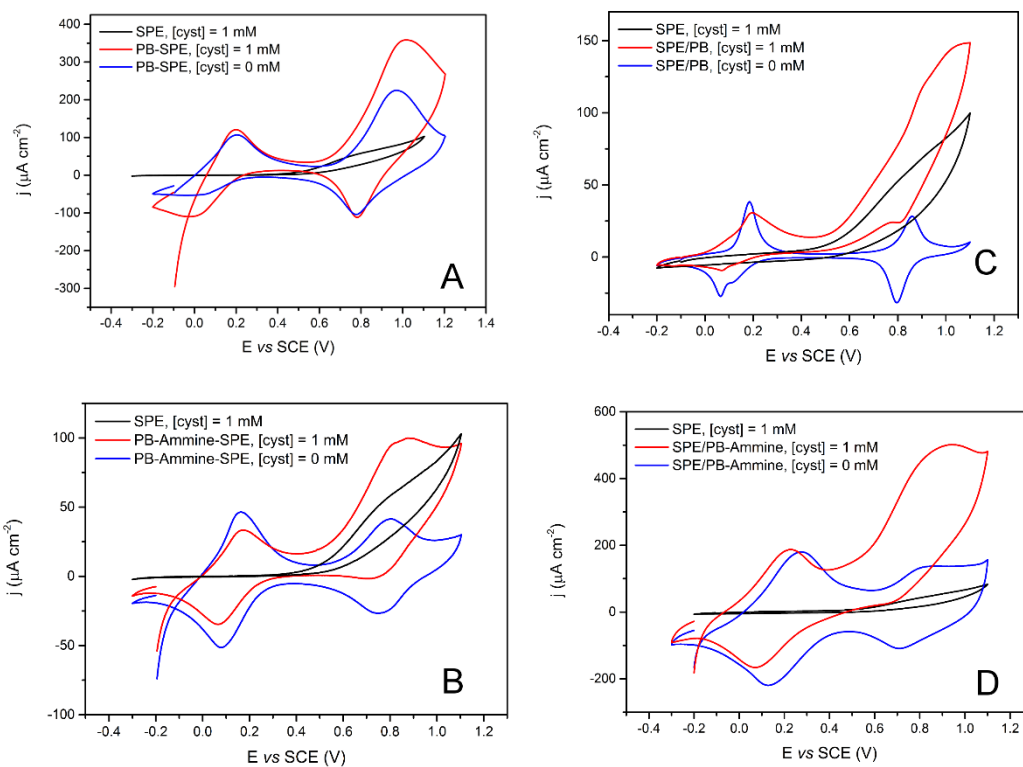 SPE, [cyst] = 1 mM
PB-SPE, [cyst] = 1 mM
PB-SPE, [cyst] = 0 mM
400
300
200
100
0
-100
-200
-300
j (µA cm-2)
A
-0.4 -0.2 0.0 0.2 0.4 0.6 0.8 1.0 1.2 1.4
E vs SCE (V)
SPE, [cyst] = 1 mM
SPE/PB, [cyst] = 1 mM
SPE/PB, [cyst] = 0 mM
150
100
50
0
j (µA cm-2)
C
-0.4 -0.2 0.0 0.2 0.4 0.6 0.8 1.0 1.2
E vs SCE (V)
SPE, [cyst] = 1 mM
PB-Ammine-SPE, [cyst] = 1 mM
PB-Ammine-SPE, [cyst] = 0 mM
100
50
0
-50
-100
j (µA cm-2)
B
-0.4 -0.2 0.0 0.2 0.4 0.6 0.8 1.0 1.2
E vs SCE (V)
SPE, [cyst] = 1 mM
SPE/PB-Ammine, [cyst] = 1 mM
SPE/PB-Ammine, [cyst] = 0 mM
600
400
200
0
-200
j (µA cm-2)
D
-0.4 -0.2 0.0 0.2 0.4 0.6 0.8 1.0 1.2
E vs SCE (V)